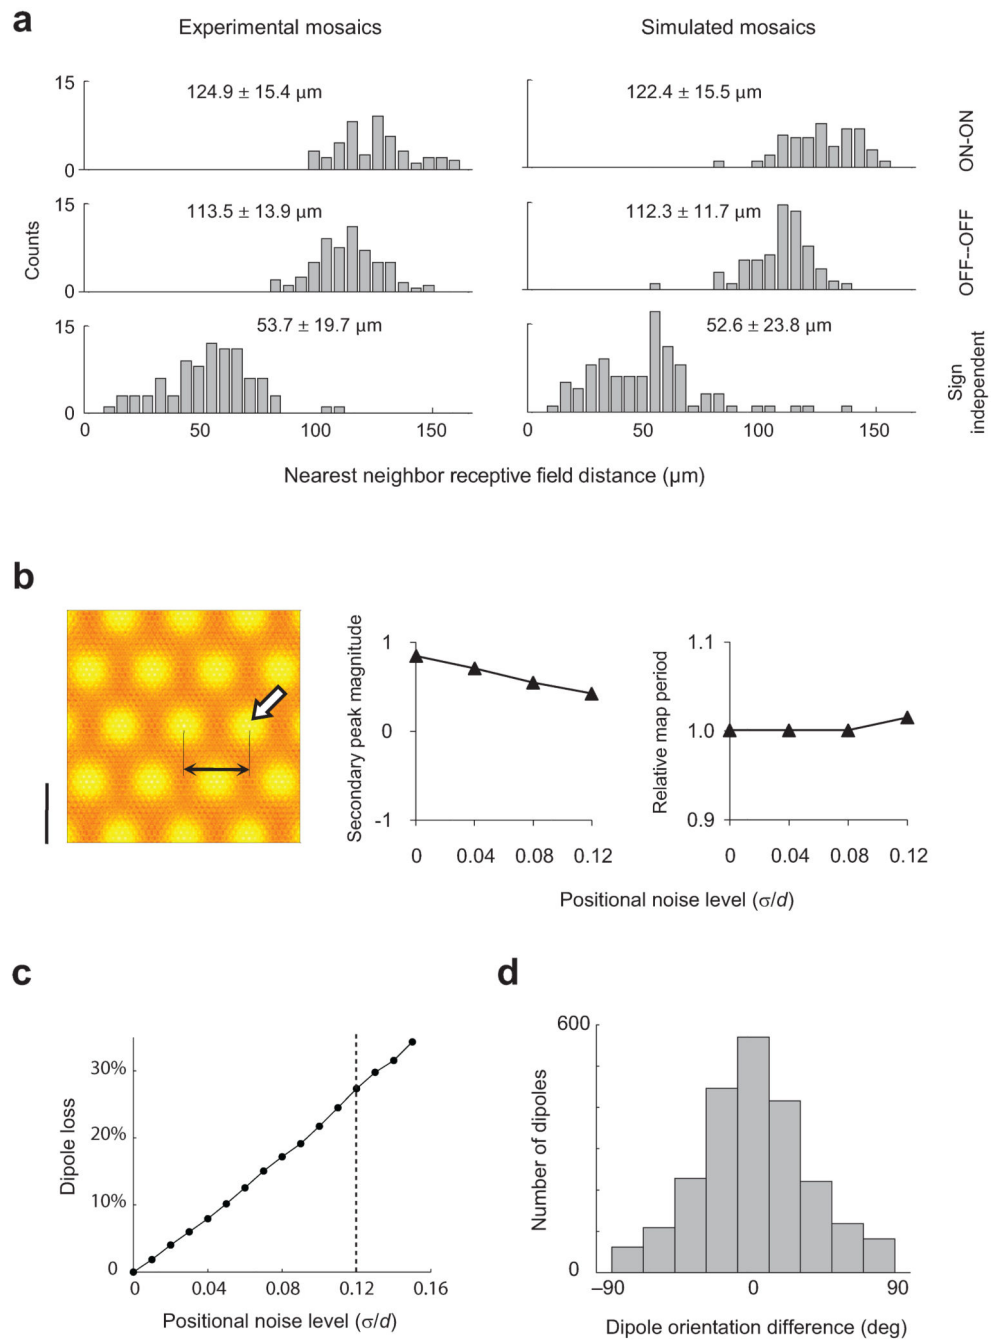 a
Experimental mosaics
Simulated mosaics
15
124.9 ± 15.4 µm
122.4 ± 15.5 µm
0
ON-ON
15
113.5 ± 13.9 µm
112.3 ± 11.7 µm
Counts
0
OFF--OFF
15
53.7 ± 19.7 µm
52.6 ± 23.8 µm
0
Sign
independent
0 50 100 150
0 50 100 150
Nearest neighbor receptive field distance (µm)
b
Secondary peak magnitude
1
0
-1
0 0.04 0.08 0.12
Relative map period
1.1
1.0
0.9
0 0.04 0.08 0.12
Positional noise level (σ/d)
c
Dipole loss
30%
20%
10%
0
0 0.04 0.08 0.12 0.16
Positional noise level (σ/d)
d
Number of dipoles
600
0
–90 0 90
Dipole orientation difference (deg)